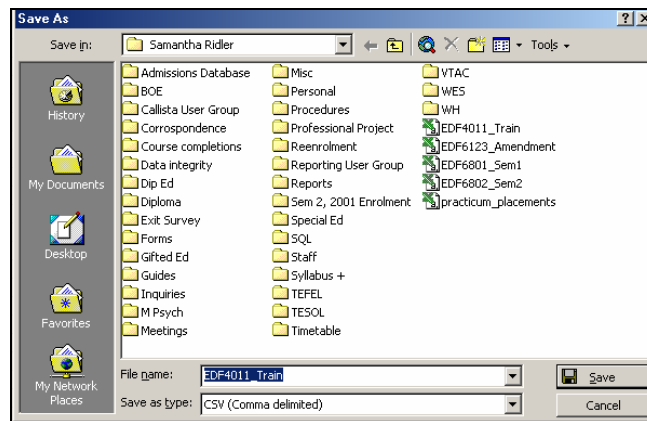 Save As
Save in: Samantha Ridler Tools
History
My Documents
Desktop
Favorites
My Network
Places
Admissions Database
BOE
Callista User Group
Corrospondence
Course completions
Data integrity
Dip Ed
Diploma
Exit Survey
Forms
Gifted Ed
Guides
Inquiries
M Psych
Meetings
Misc
Personal
Procedures
Professional Project
Reenrolment
Reporting User Group
Reports
Sem 2, 2001 Enrolment
Special Ed
SQL
Staff
Syllabus +
TEFEL
TESOL
Timetable
VTAC
WES
WH
EDF4011_Train
EDF6123_Amendment
EDF6801_Sem1
EDF6802_Sem2
practicum_placements
File name: EDF4011_Train Save
Save as type: CSV (Comma delimited) Cancel